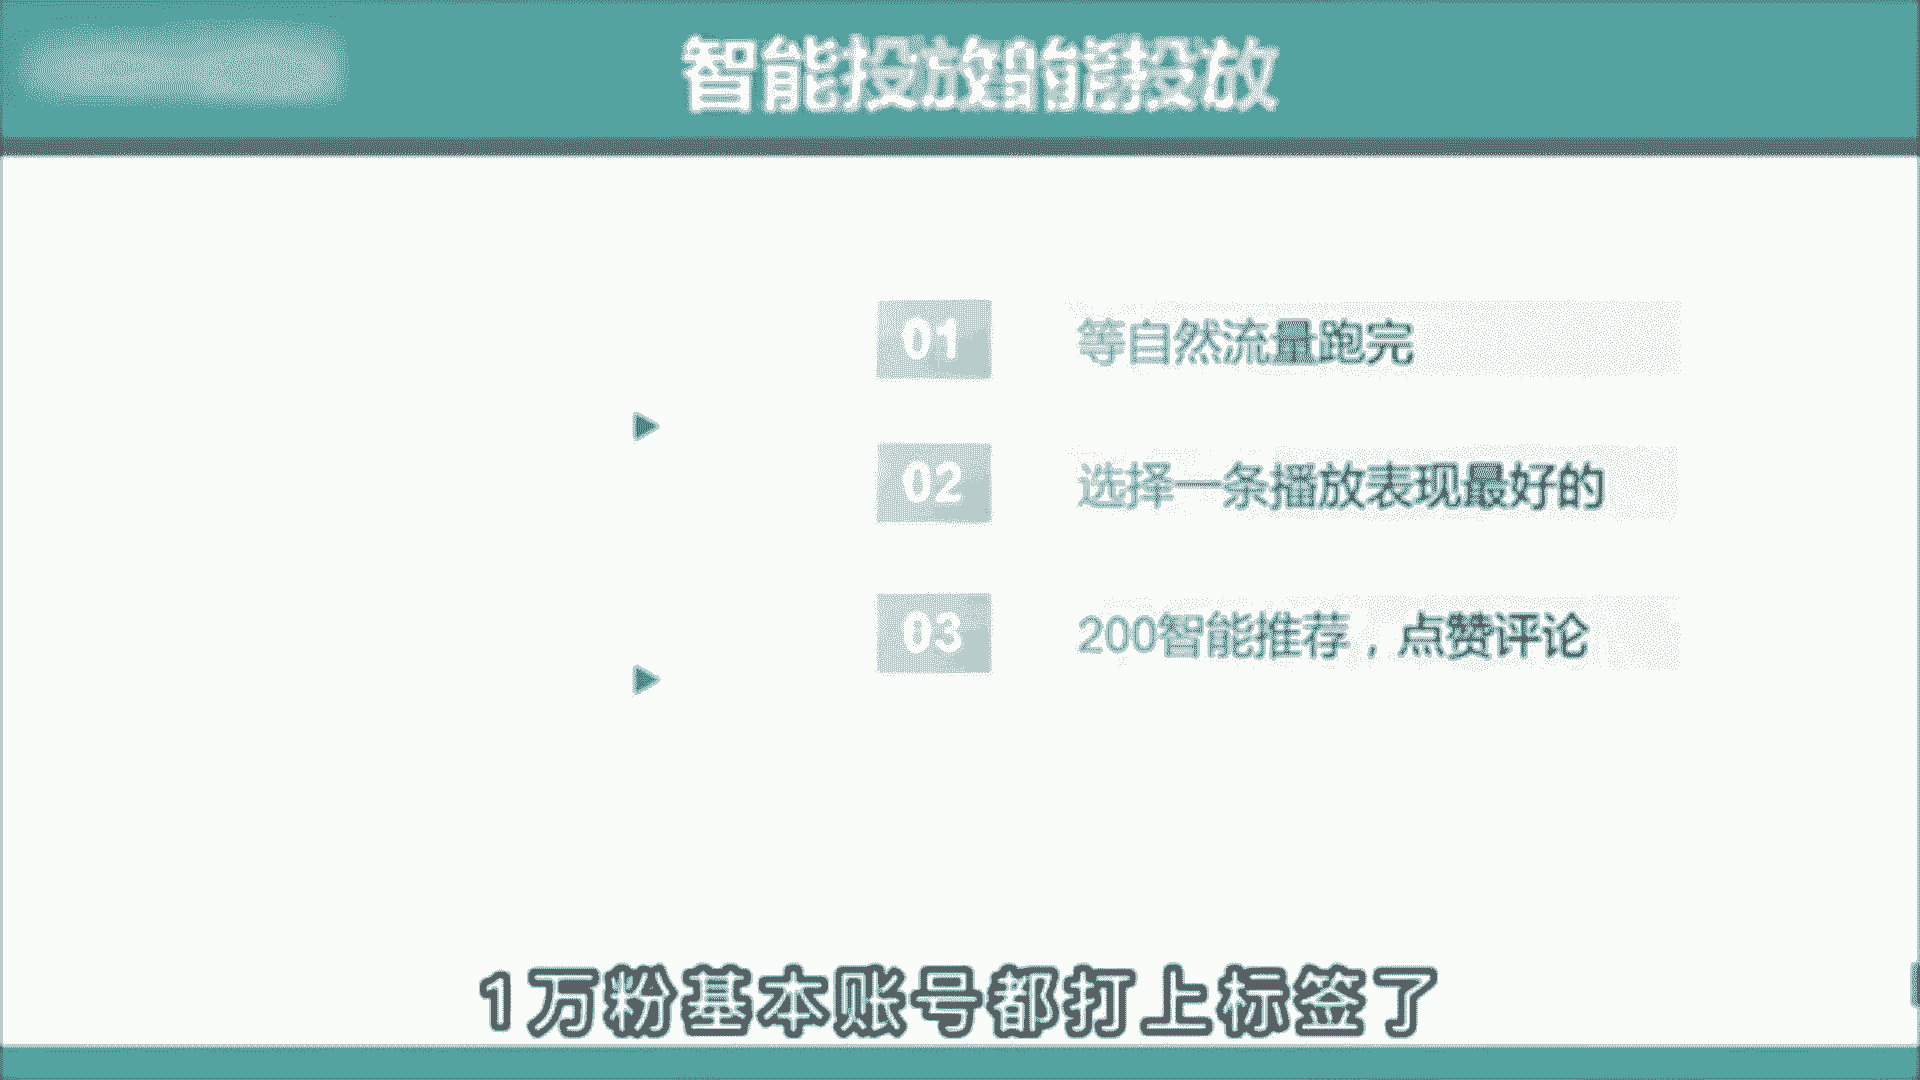 智能投放智能投放
01 等自然流量跑完
02 选择一条播放表现最好的
03 200智能推荐，点赞评论
1万粉基本账号都打上标签了